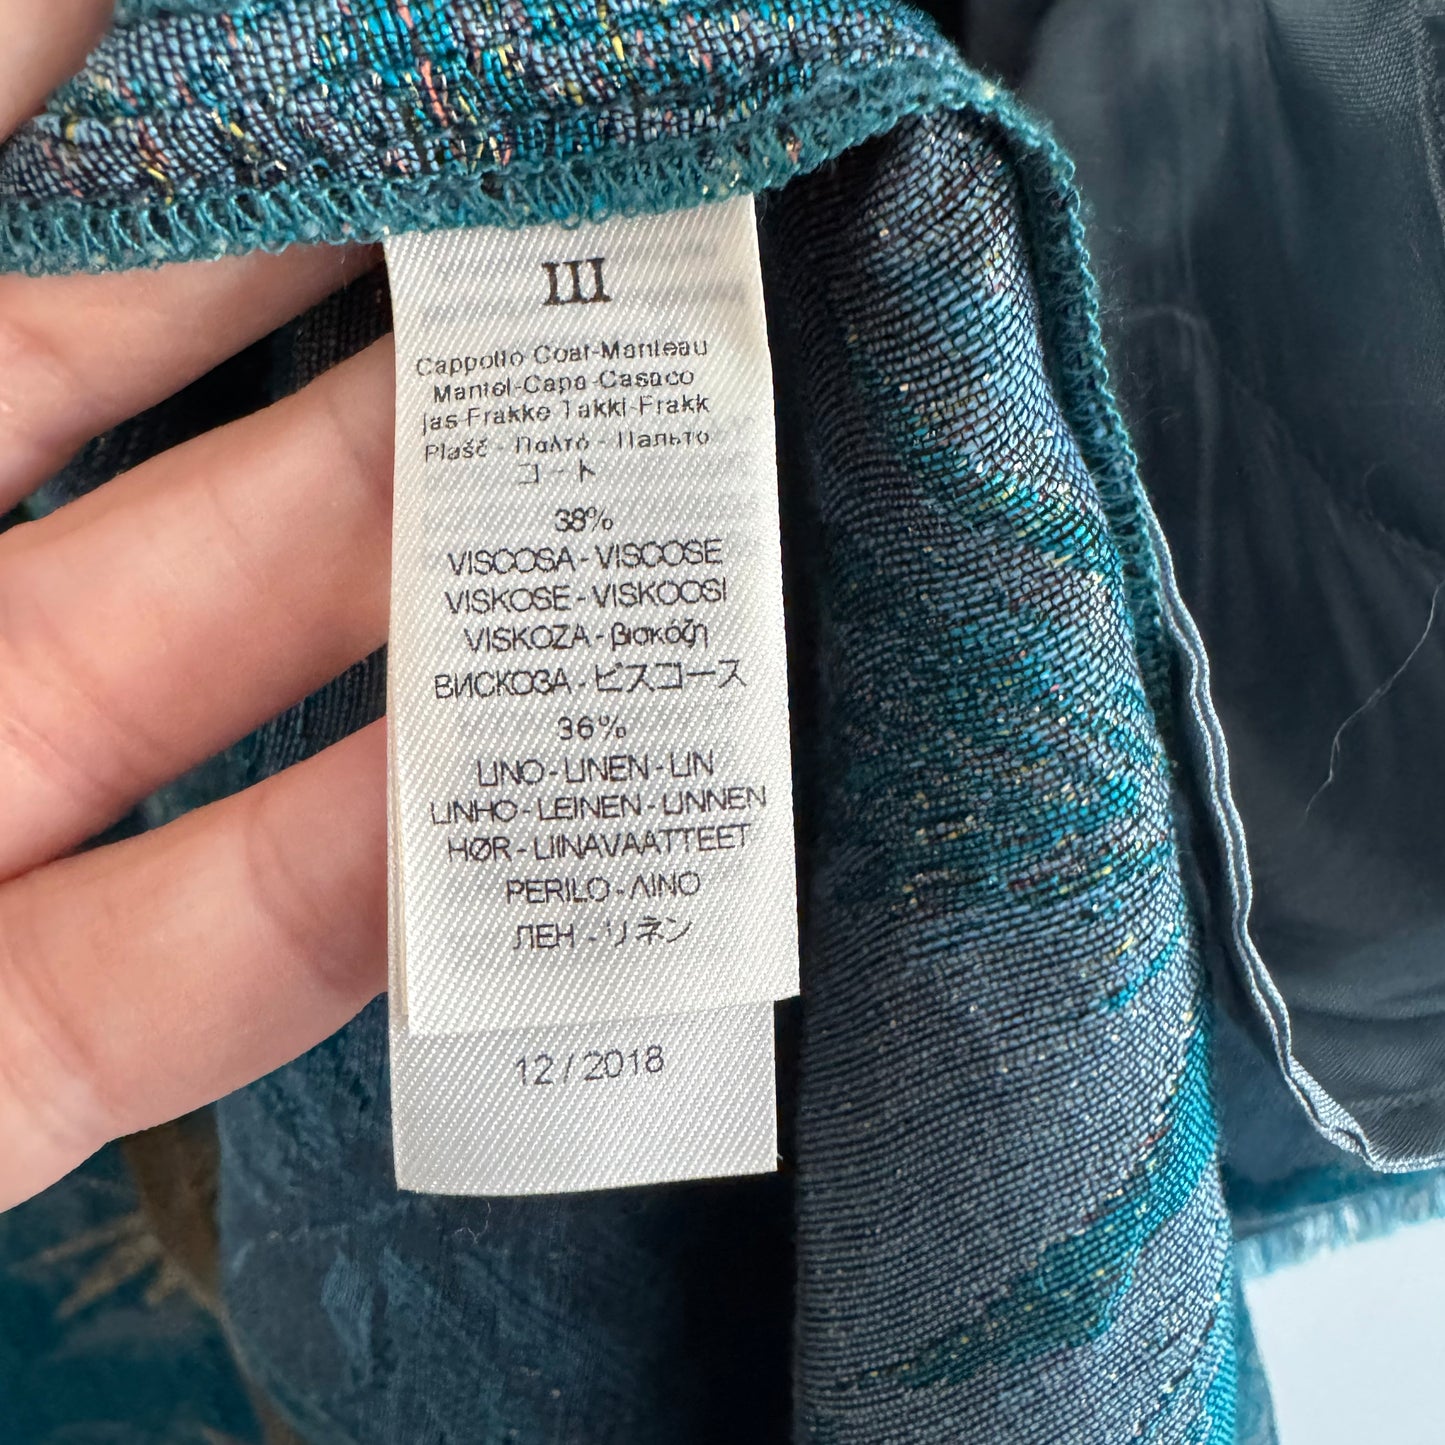 III
Cappotto Coat-Manteau
Mantel-Capa-Casaco
jas-Frakke Takki-Frakk
Plašč - Παλτό - Пальто
コート
38%
VISCOSA - VISCOSE
VISKOSE - VISKOOSI
VISKOZA - βισκόζη
ВИСКОЗА - ビスコース
36%
LINO - LINEN - LIN
LINHO - LEINEN - LINNEN
HØR - LIINAVAATTEET
PERILO - ΛΙΝΟ
ЛЕН - リネン
12 / 2018